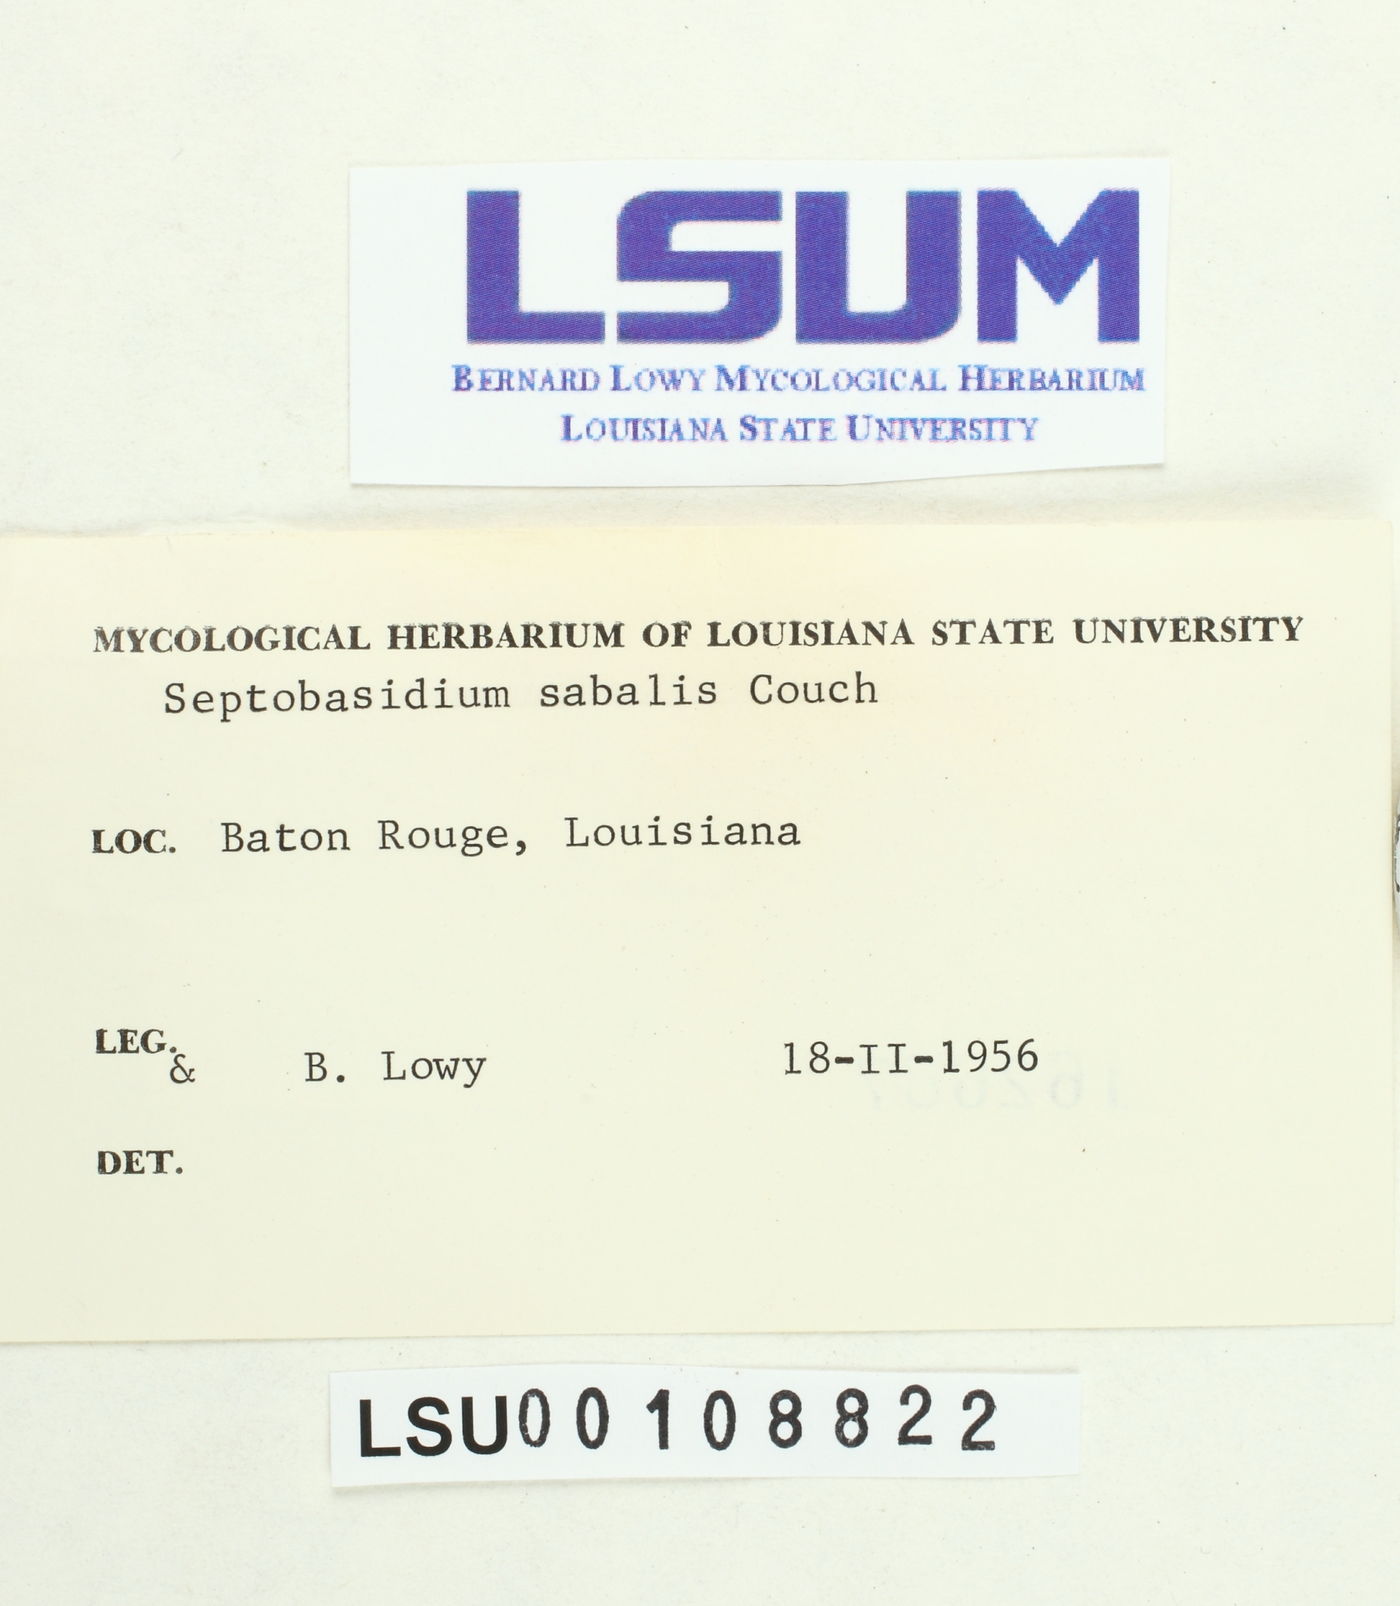 LSUM
BERNARD LOWY MYCOLOGICAL HERBARIUM
LOUISIANA STATE UNIVERSITY
MYCOLOGICAL HERBARIUM OF LOUISIANA STATE UNIVERSITY
Septobasidium sabalis Couch
LOC. Baton Rouge, Louisiana
LEG.
& B. Lowy 18-II-1956
DET.
LSU00108822